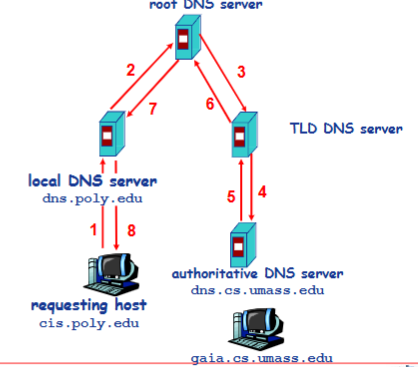 root DNS server
2
3
7
6
TLD DNS server
local DNS server
dns.poly.edu
5
4
1
8
authoritative DNS server
dns.cs.umass.edu
requesting host
cis.poly.edu
gaia.cs.umass.edu